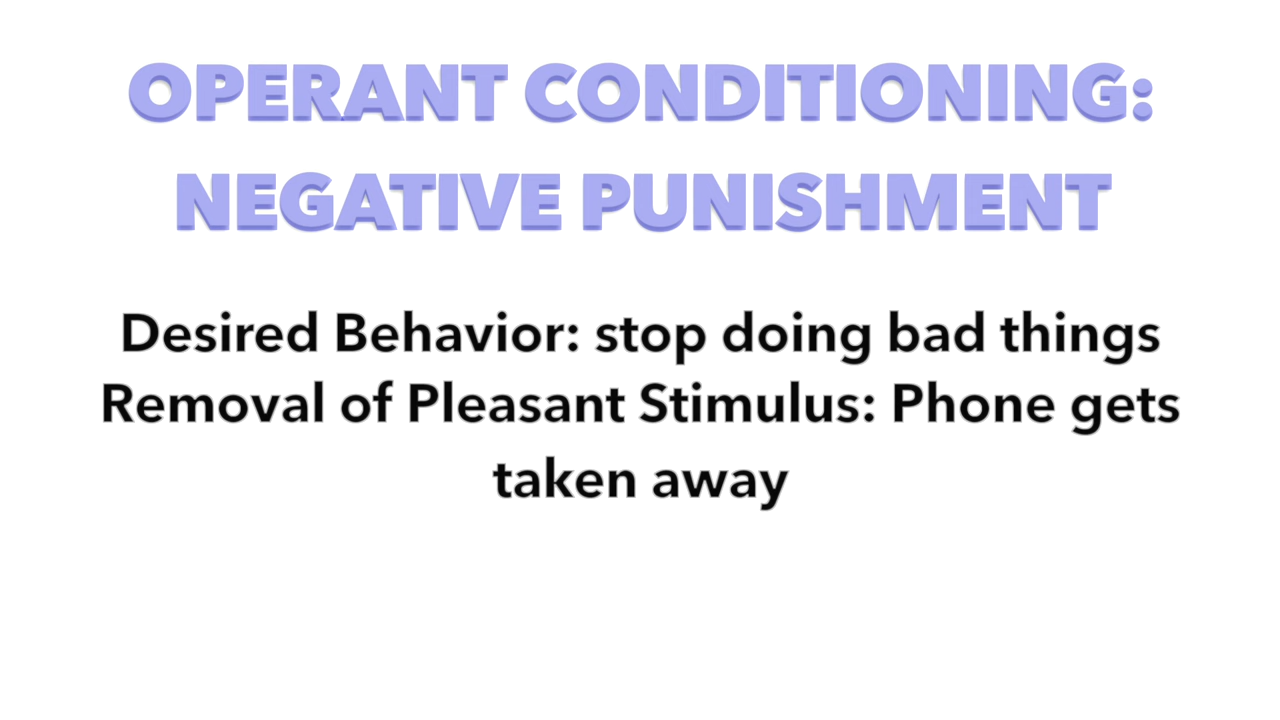 OPERANT CONDITIONING:
NEGATIVE PUNISHMENT
Desired Behavior: stop doing bad things
Removal of Pleasant Stimulus: Phone gets
taken away